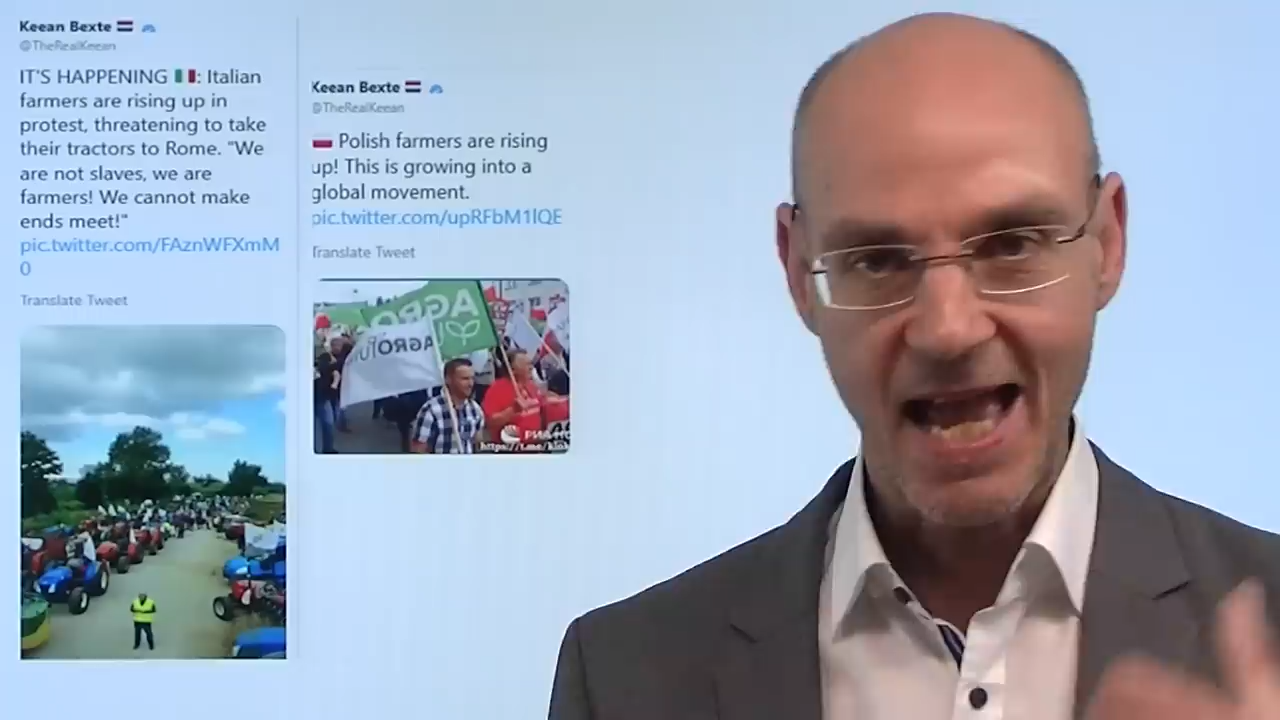 Keean Bexte
@TheRealKeean
IT'S HAPPENING 🇮🇹: Italian
farmers are rising up in
protest, threatening to take
their tractors to Rome. "We
are not slaves, we are
farmers! We cannot make
ends meet!"
pic.twitter.com/FAznWFXmM
0
Translate Tweet
Keean Bexte
@TheRealKeean
🇵🇱 Polish farmers are rising
up! This is growing into a
global movement.
pic.twitter.com/upRFbM1lQE
Translate Tweet
AGRO
AGRO